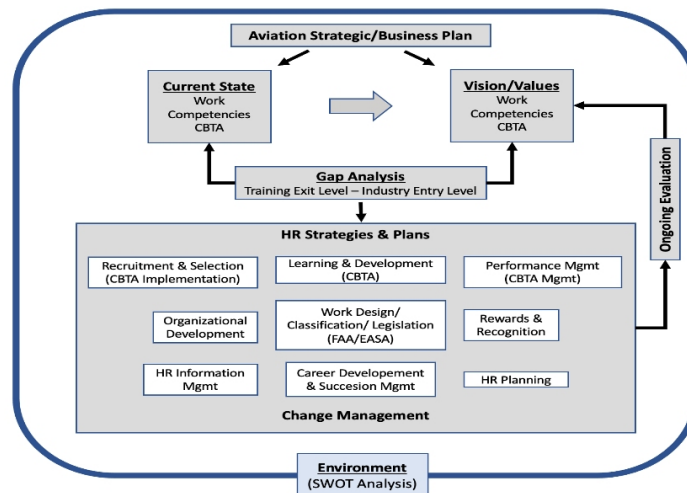 Aviation Strategic/Business Plan
Current State
Work
Competencies
CBTA
Vision/Values
Work
Competencies
CBTA
Gap Analysis
Training Exit Level – Industry Entry Level
Ongoing Evaluation
HR Strategies & Plans
Recruitment & Selection
(CBTA Implementation)
Learning & Development
(CBTA)
Performance Mgmt
(CBTA Mgmt)
Organizational
Development
Work Design/
Classification/ Legislation
(FAA/EASA)
Rewards &
Recognition
HR Information
Mgmt
Career Developement
& Succesion Mgmt
HR Planning
Change Management
Environment
(SWOT Analysis)